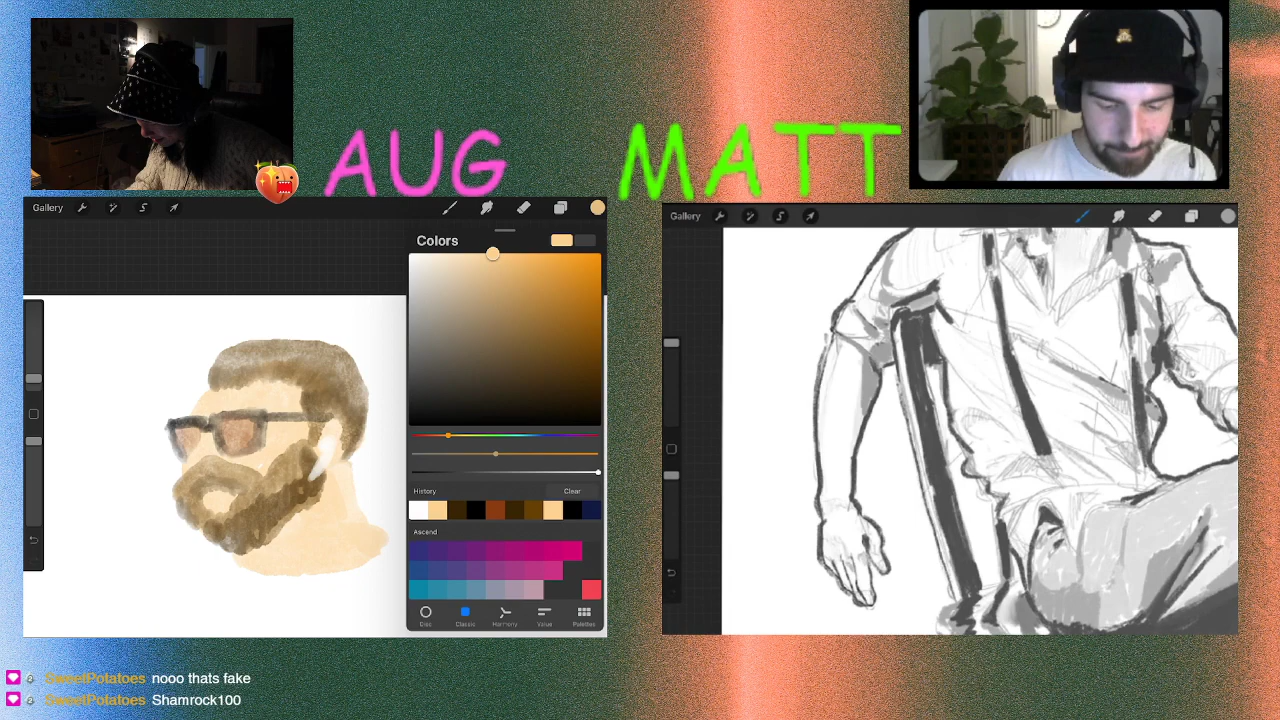 AUG
MATT
Gallery
Colors
History
Clear
Ascend
Disc
Classic
Harmony
Value
Palettes
Gallery
SweetPotatoes nooo thats fake
SweetPotatoes Shamrock100